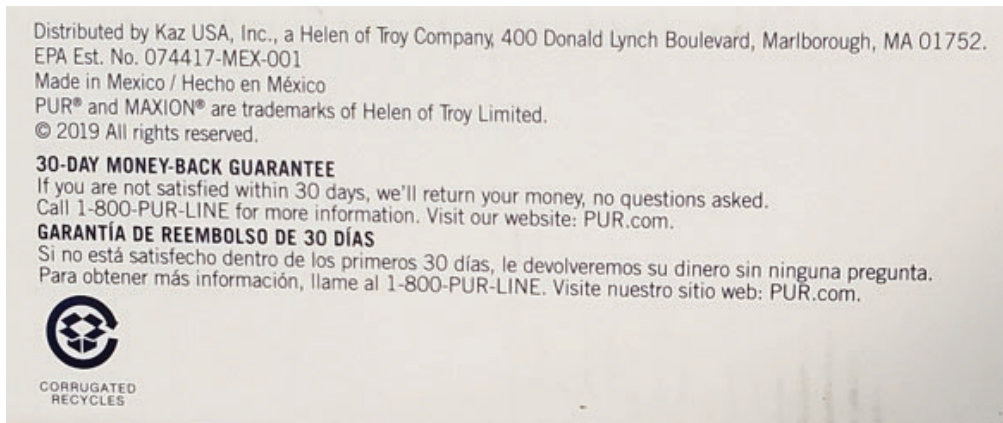 Distributed by Kaz USA, Inc., a Helen of Troy Company, 400 Donald Lynch Boulevard, Marlborough, MA 01752.
EPA Est. No. 074417-MEX-001
Made in Mexico / Hecho en México
PUR® and MAXION® are trademarks of Helen of Troy Limited.
© 2019 All rights reserved.
30-DAY MONEY-BACK GUARANTEE
If you are not satisfied within 30 days, we'll return your money, no questions asked.
Call 1-800-PUR-LINE for more information. Visit our website: PUR.com.
GARANTÍA DE REEMBOLSO DE 30 DÍAS
Si no está satisfecho dentro de los primeros 30 días, le devolveremos su dinero sin ninguna pregunta.
Para obtener más información, llame al 1-800-PUR-LINE. Visite nuestro sitio web: PUR.com.
CORRUGATED
RECYCLES